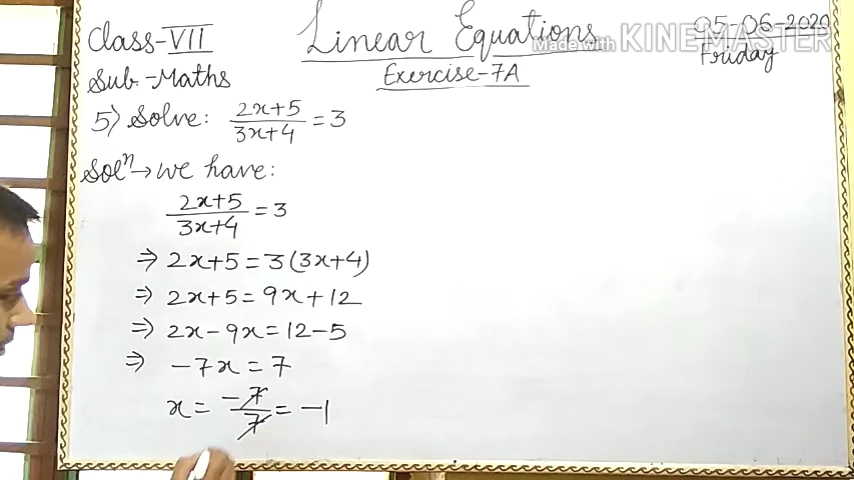 Class-VII Linear Equations 05-06-2020
Made with KINEMASTER
Sub.-Maths Exercise-7A Friday
5) Solve: (2x+5)/(3x+4) = 3
Solⁿ → we have:
(2x+5)/(3x+4) = 3
⇒ 2x+5 = 3(3x+4)
⇒ 2x+5 = 9x+12
⇒ 2x-9x = 12-5
⇒ -7x = 7
x = -7/7 = -1